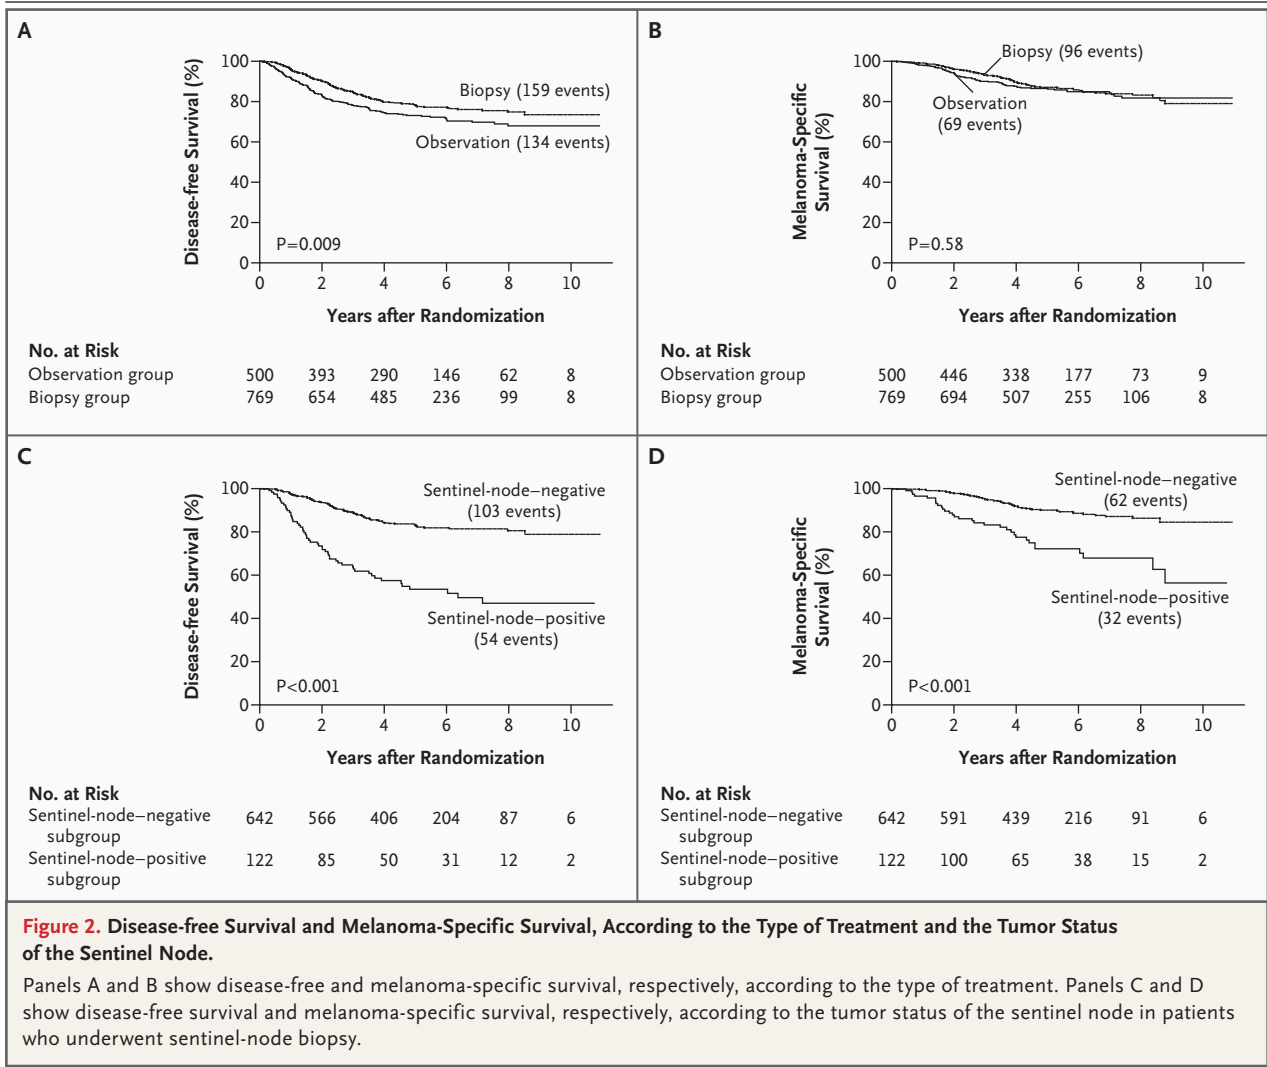 A
Disease-free Survival (%)
100
80
60
40
20
0
Biopsy (159 events)
Observation (134 events)
P=0.009
0 2 4 6 8 10
Years after Randomization
No. at Risk
Observation group 500 393 290 146 62 8
Biopsy group 769 654 485 236 99 8
B
Melanoma-Specific
Survival (%)
100
80
60
40
20
0
Biopsy (96 events)
Observation
(69 events)
P=0.58
0 2 4 6 8 10
Years after Randomization
No. at Risk
Observation group 500 446 338 177 73 9
Biopsy group 769 694 507 255 106 8
C
Disease-free Survival (%)
100
80
60
40
20
0
Sentinel-node–negative
(103 events)
Sentinel-node–positive
(54 events)
P<0.001
0 2 4 6 8 10
Years after Randomization
No. at Risk
Sentinel-node–negative 642 566 406 204 87 6
subgroup
Sentinel-node–positive 122 85 50 31 12 2
subgroup
D
Melanoma-Specific
Survival (%)
100
80
60
40
20
0
Sentinel-node–negative
(62 events)
Sentinel-node–positive
(32 events)
P<0.001
0 2 4 6 8 10
Years after Randomization
No. at Risk
Sentinel-node–negative 642 591 439 216 91 6
subgroup
Sentinel-node–positive 122 100 65 38 15 2
subgroup
Figure 2. Disease-free Survival and Melanoma-Specific Survival, According to the Type of Treatment and the Tumor Status
of the Sentinel Node.
Panels A and B show disease-free and melanoma-specific survival, respectively, according to the type of treatment. Panels C and D
show disease-free survival and melanoma-specific survival, respectively, according to the tumor status of the sentinel node in patients
who underwent sentinel-node biopsy.